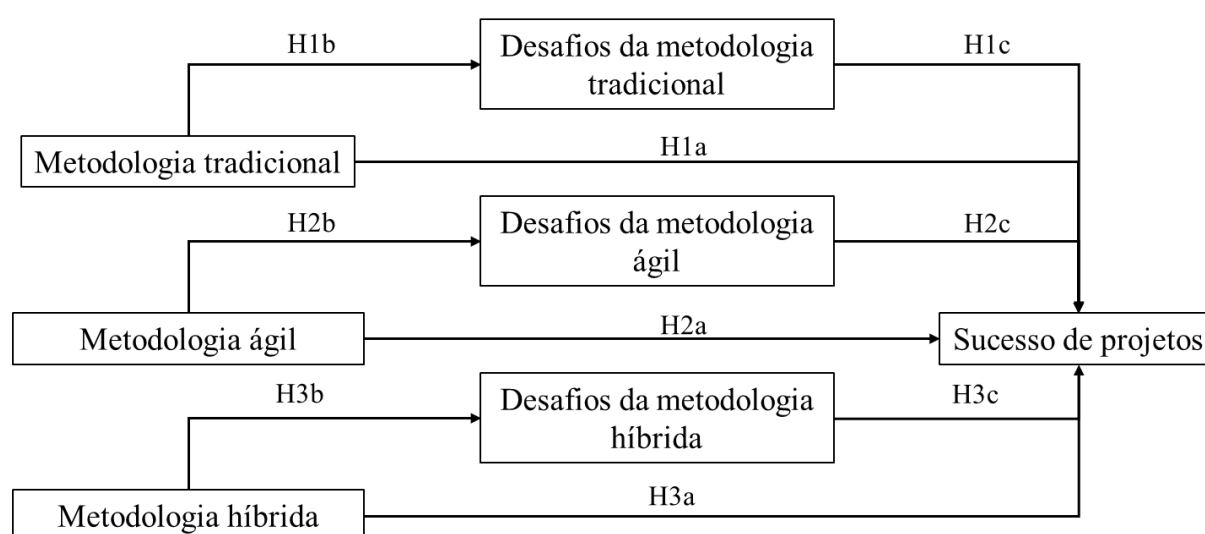 H1b
Desafios da metodologia
tradicional
H1c
Metodologia tradicional
H1a
H2b
Desafios da metodologia
ágil
H2c
Metodologia ágil
H2a
Sucesso de projetos
H3b
Desafios da metodologia
híbrida
H3c
Metodologia híbrida
H3a